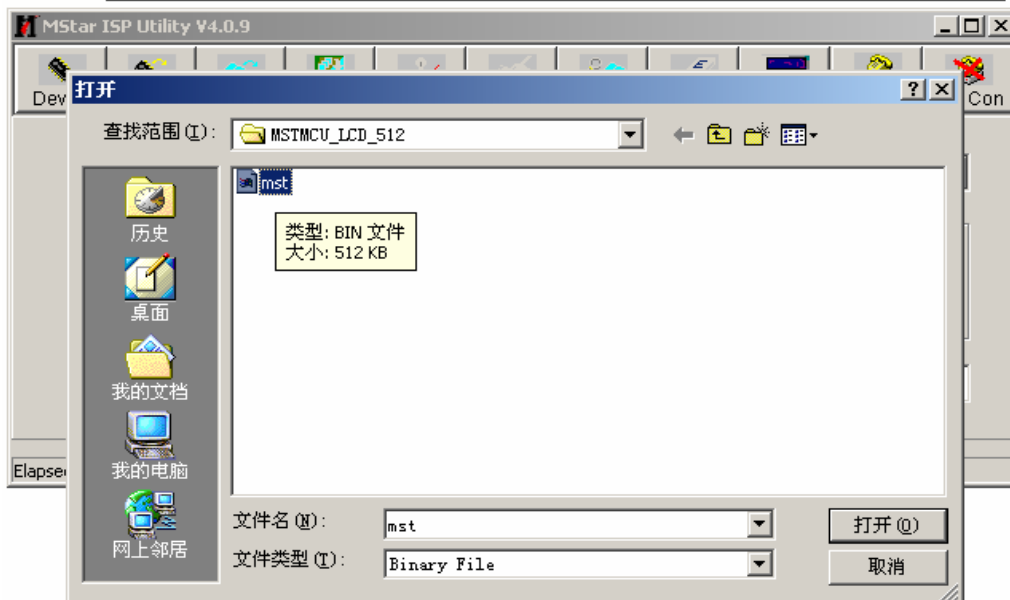 MStar ISP Utility V4.0.9
Dev
Con
打开
查找范围(I):
MSTMCU_LCD_512
mst
类型: BIN 文件
大小: 512 KB
历史
桌面
我的文档
我的电脑
网上邻居
Elapse
文件名(N):
mst
打开(O)
文件类型(T):
Binary File
取消